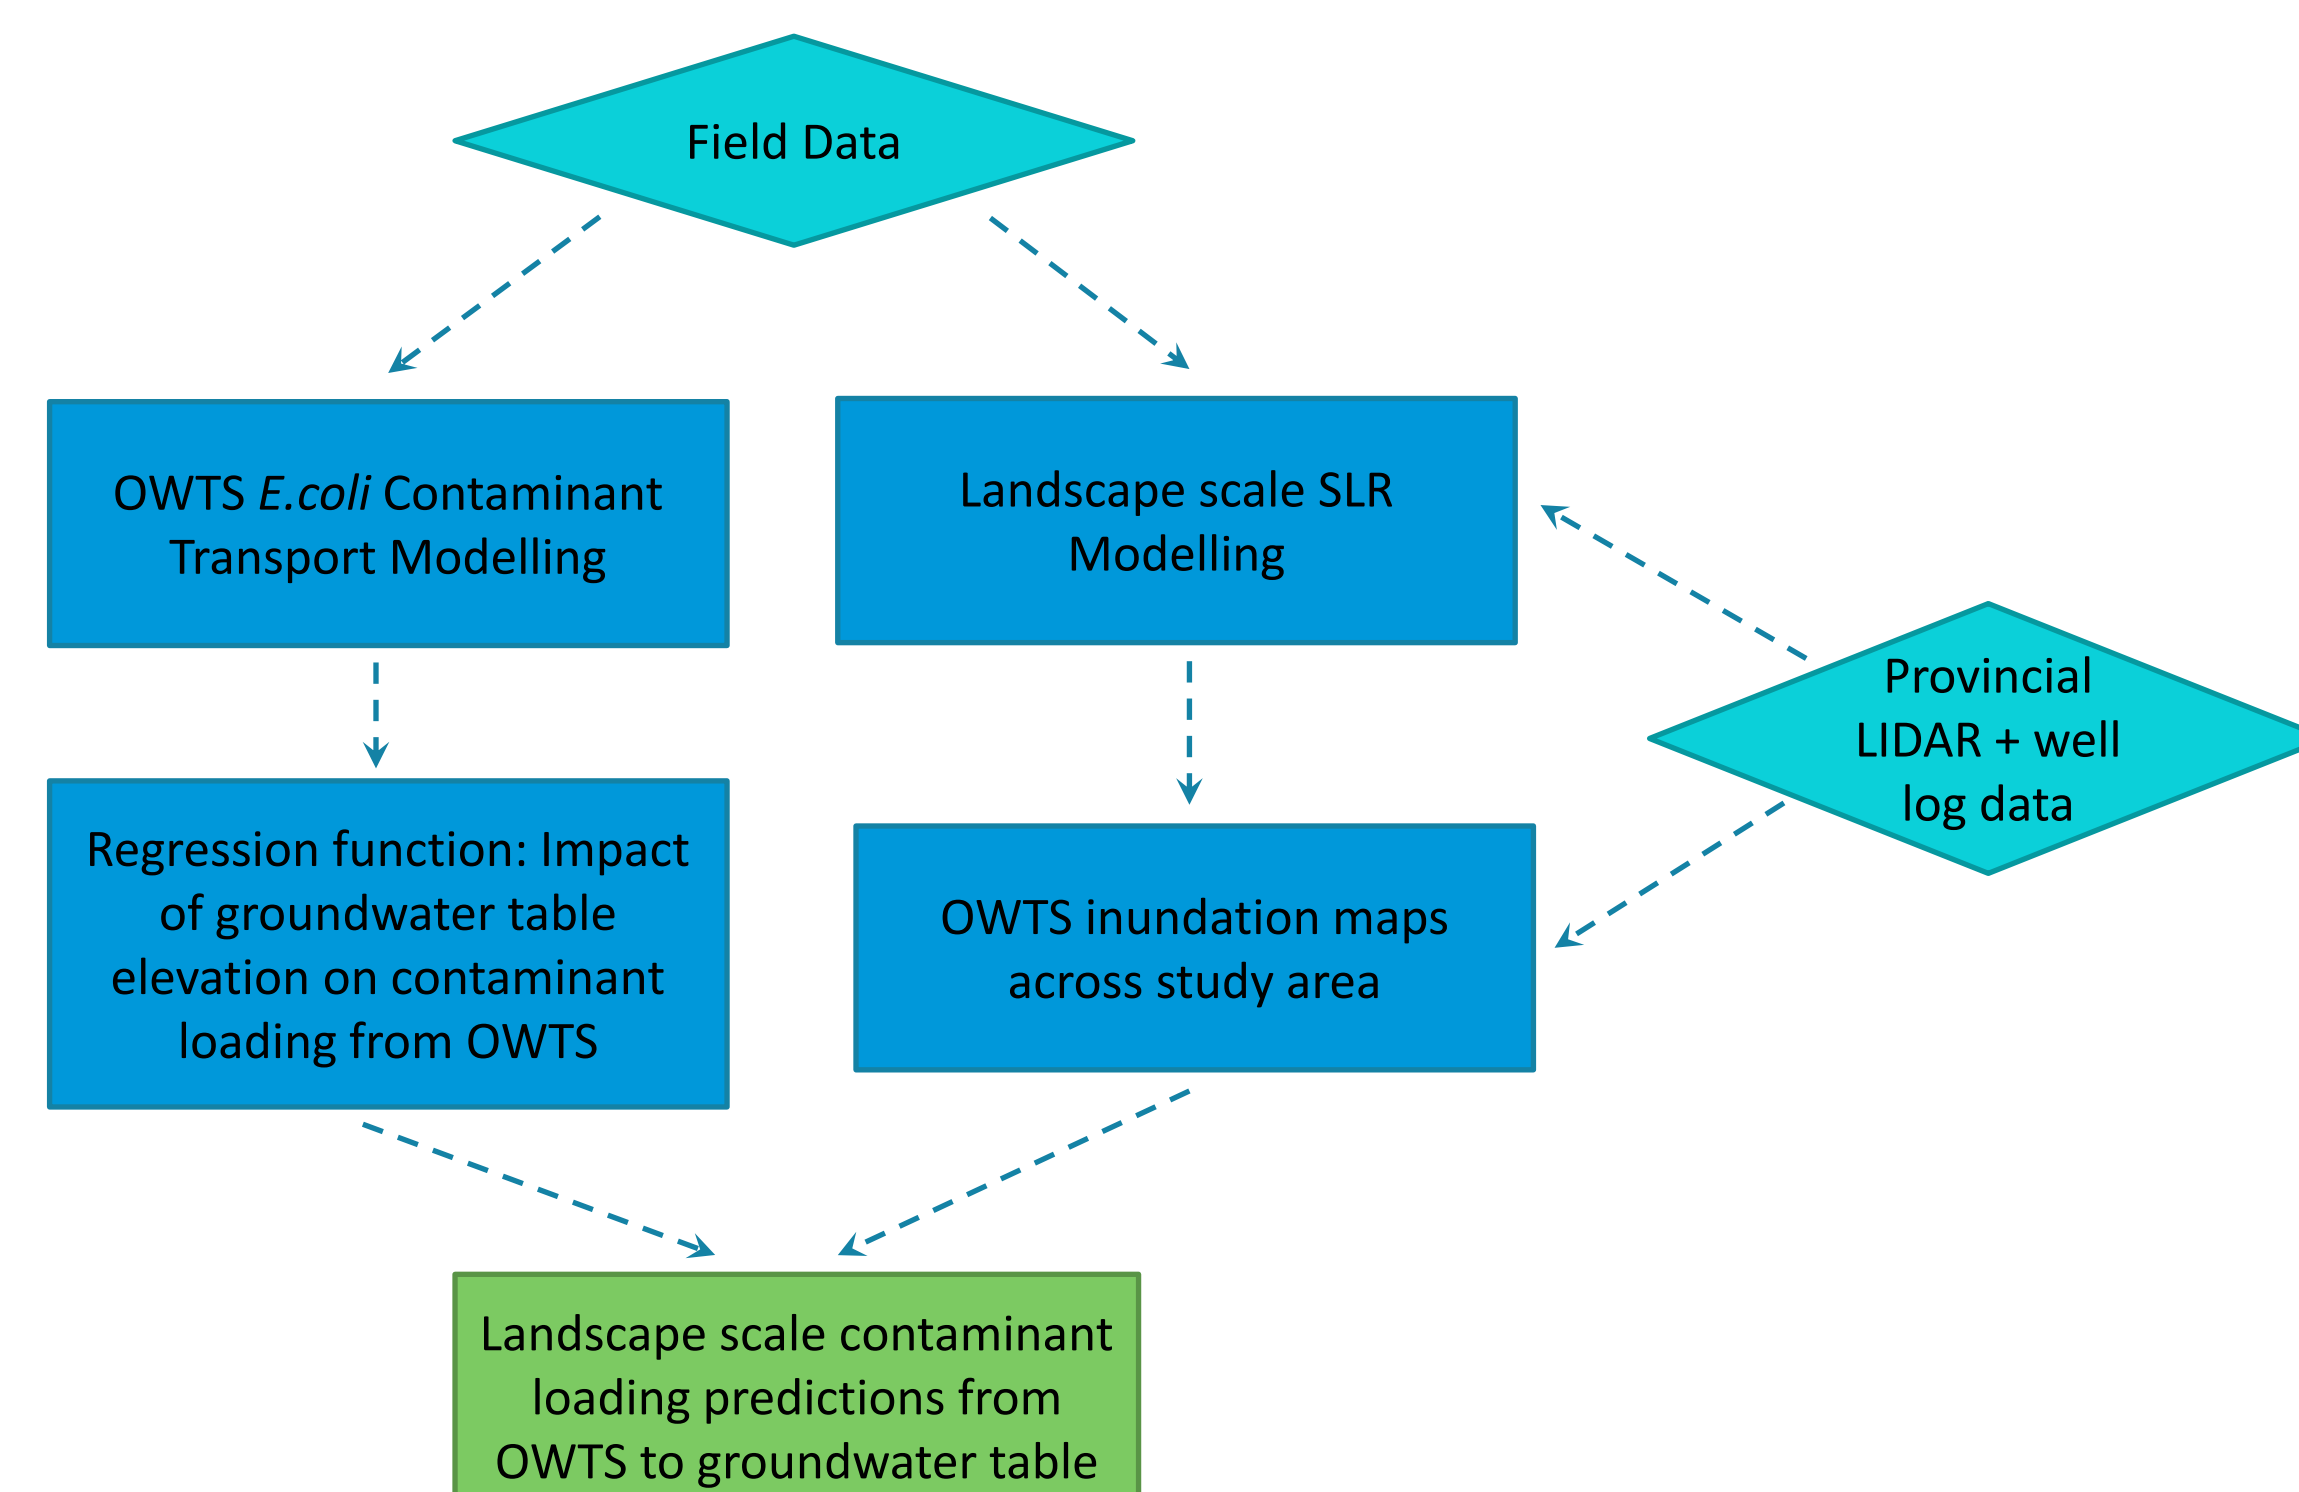 Field Data
OWTS E.coli Contaminant
Transport Modelling
Landscape scale SLR
Modelling
Provincial
LIDAR + well
log data
Regression function: Impact
of groundwater table
elevation on contaminant
loading from OWTS
OWTS inundation maps
across study area
Landscape scale contaminant
loading predictions from
OWTS to groundwater table